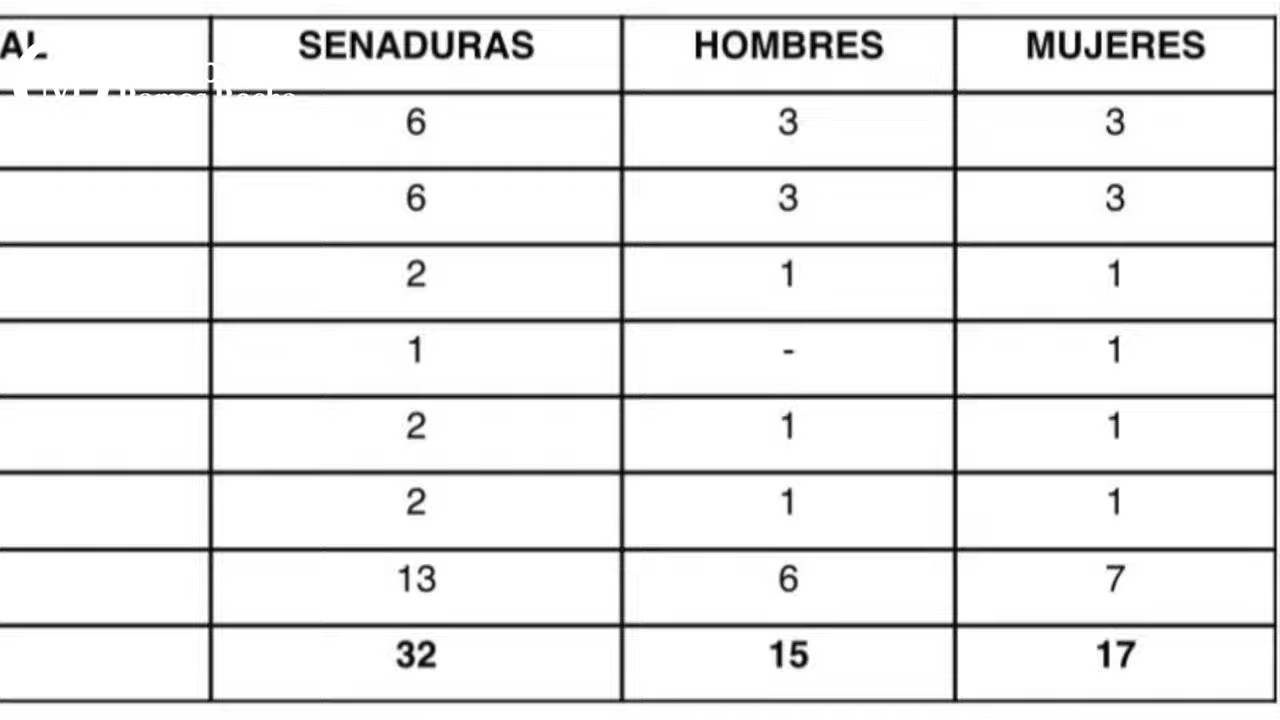 AL SENADURAS HOMBRES MUJERES
6 3 3
6 3 3
2 1 1
1 - 1
2 1 1
2 1 1
13 6 7
32 15 17